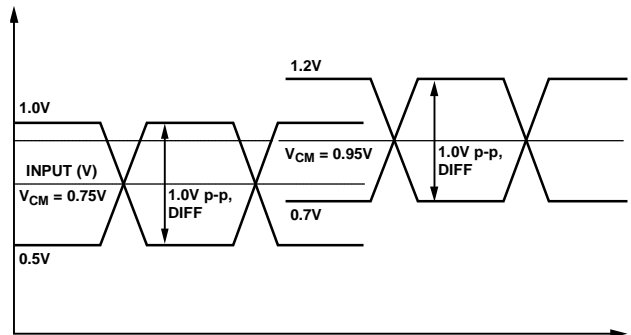 1.2V
1.0V
V_CM = 0.95V
1.0V p-p,
DIFF
INPUT (V)
V_CM = 0.75V
1.0V p-p,
DIFF
0.7V
0.5V